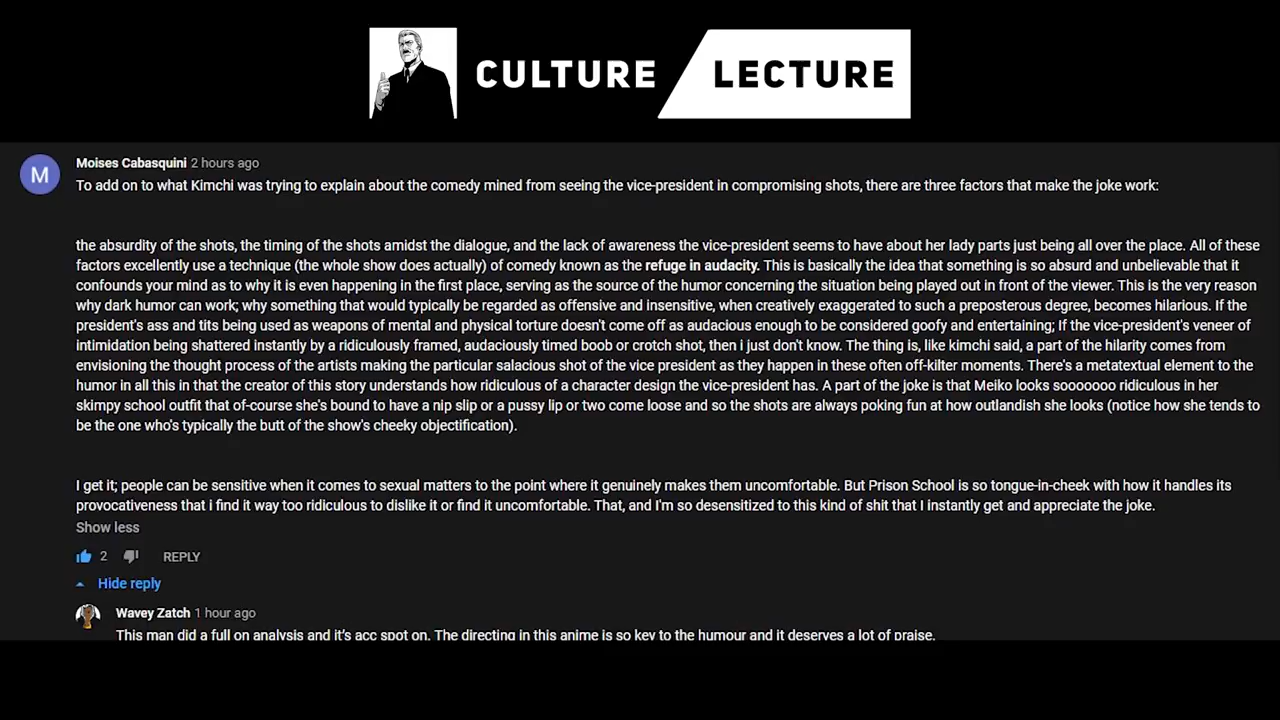 CULTURE LECTURE
Moises Cabasquini 2 hours ago
To add on to what Kimchi was trying to explain about the comedy mined from seeing the vice-president in compromising shots, there are three factors that make the joke work:
the absurdity of the shots, the timing of the shots amidst the dialogue, and the lack of awareness the vice-president seems to have about her lady parts just being all over the place. All of these
factors excellently use a technique (the whole show does actually) of comedy known as the refuge in audacity. This is basically the idea that something is so absurd and unbelievable that it
confounds your mind as to why it is even happening in the first place, serving as the source of the humor concerning the situation being played out in front of the viewer. This is the very reason
why dark humor can work; why something that would typically be regarded as offensive and insensitive, when creatively exaggerated to such a preposterous degree, becomes hilarious. If the
president's ass and tits being used as weapons of mental and physical torture doesn't come off as audacious enough to be considered goofy and entertaining; If the vice-president's veneer of
intimidation being shattered instantly by a ridiculously framed, audaciously timed boob or crotch shot, then i just don't know. The thing is, like kimchi said, a part of the hilarity comes from
envisioning the thought process of the artists making the particular salacious shot of the vice president as they happen in these often off-kilter moments. There's a metatextual element to the
humor in all this in that the creator of this story understands how ridiculous of a character design the vice-president has. A part of the joke is that Meiko looks sooooooo ridiculous in her
skimpy school outfit that of-course she's bound to have a nip slip or a pussy lip or two come loose and so the shots are always poking fun at how outlandish she looks (notice how she tends to
be the one who's typically the butt of the show's cheeky objectification).
I get it; people can be sensitive when it comes to sexual matters to the point where it genuinely makes them uncomfortable. But Prison School is so tongue-in-cheek with how it handles its
provocativeness that i find it way too ridiculous to dislike it or find it uncomfortable. That, and I'm so desensitized to this kind of shit that I instantly get and appreciate the joke.
Show less
2 REPLY
Hide reply
Wavey Zatch 1 hour ago
This man did a full on analysis and it's acc spot on. The directing in this anime is so key to the humour and it deserves a lot of praise.
M